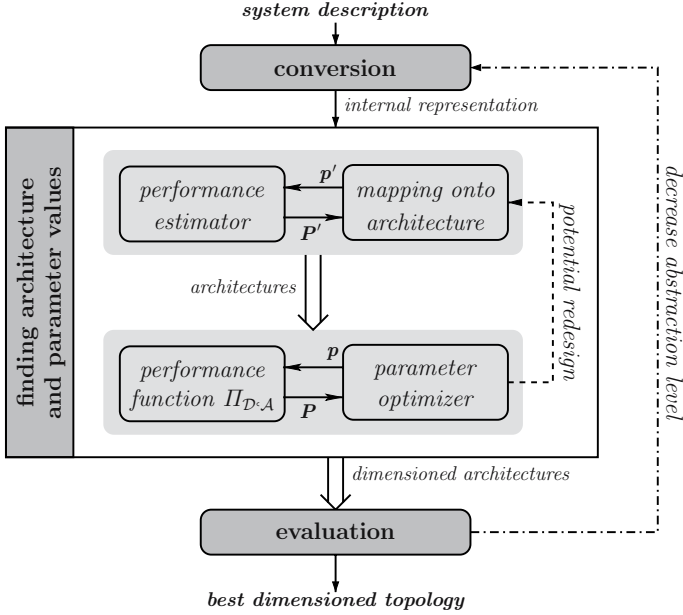 system description
conversion
internal representation
finding architecture
and parameter values
performance
estimator
p′
P′
mapping onto
architecture
architectures
potential redesign
decrease abstraction level
performance
function Π_{𝒟‹𝒜}
p
P
parameter
optimizer
dimensioned architectures
evaluation
best dimensioned topology